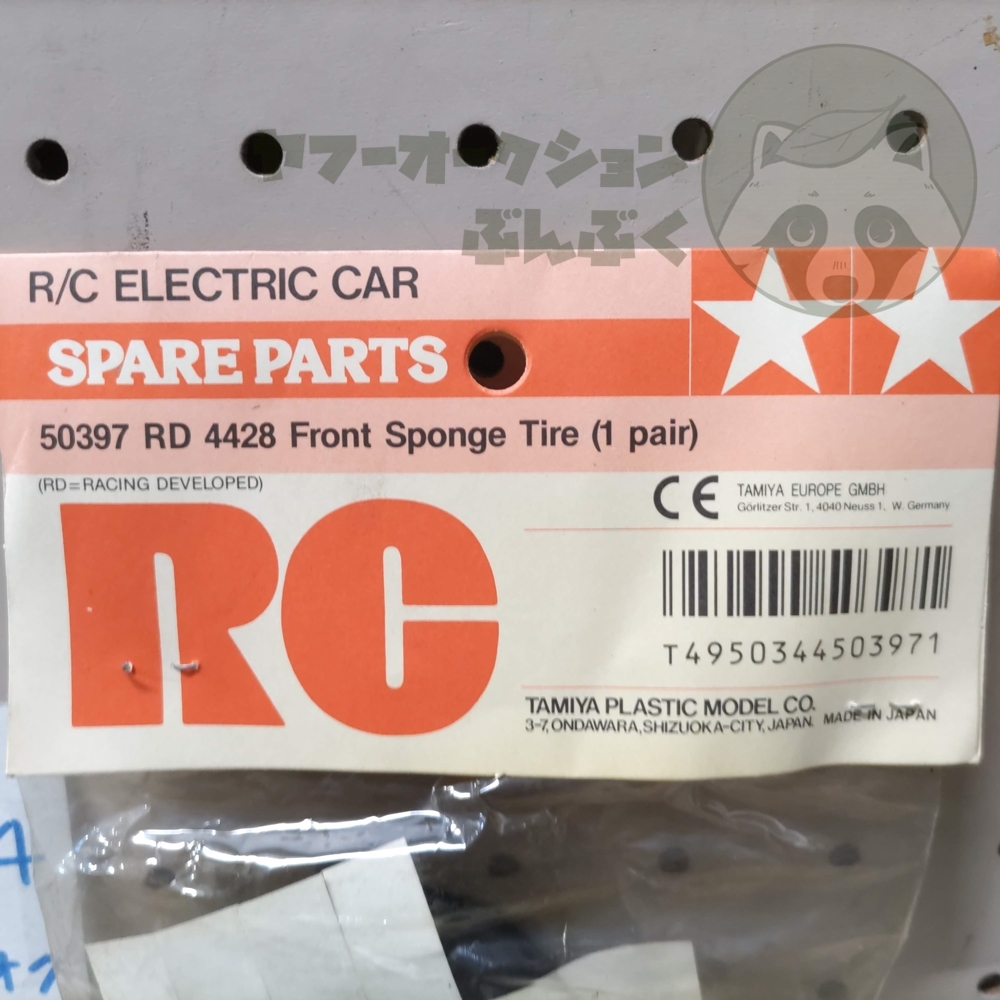 ヤフーオークション
ぶんぶく
R/C ELECTRIC CAR
SPARE PARTS
50397 RD 4428 Front Sponge Tire (1 pair)
(RD=RACING DEVELOPED)
RC
CE
TAMIYA EUROPE GMBH
Görlitzer Str. 1, 4040 Neuss 1, W. Germany
T4950344503971
TAMIYA PLASTIC MODEL CO.
3-7, ONDAWARA, SHIZUOKA-CITY, JAPAN. MADE IN JAPAN